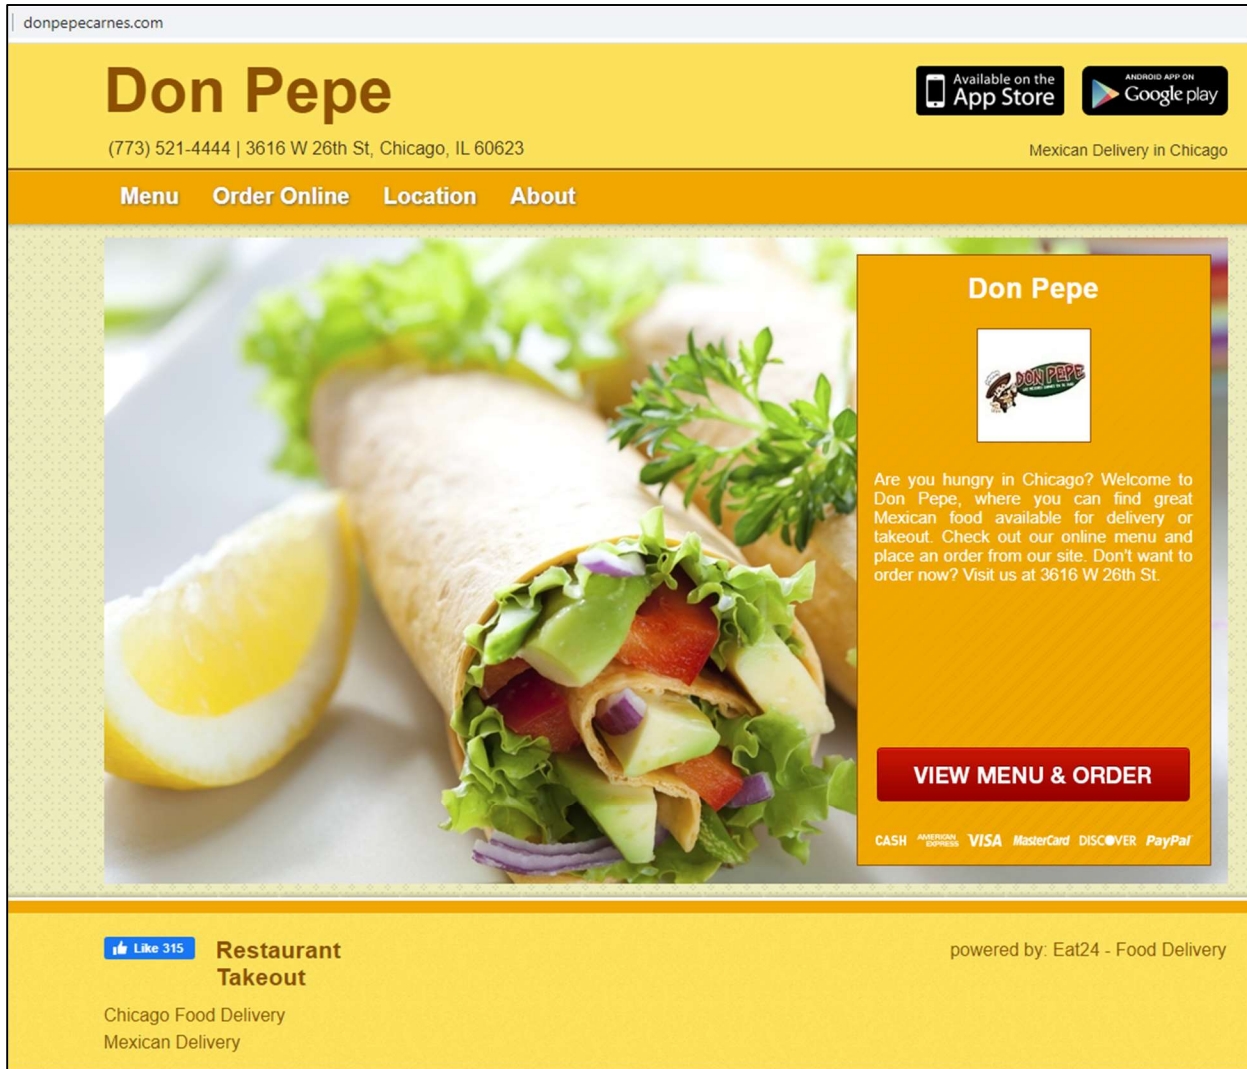 donpepecarnes.com
Don Pepe
Available on the
App Store
ANDROID APP ON
Google play
(773) 521-4444 | 3616 W 26th St, Chicago, IL 60623
Mexican Delivery in Chicago
Menu Order Online Location About
Don Pepe
DON PEPE
Are you hungry in Chicago? Welcome to
Don Pepe, where you can find great
Mexican food available for delivery or
takeout. Check out our online menu and
place an order from our site. Don't want to
order now? Visit us at 3616 W 26th St.
VIEW MENU & ORDER
CASH AMERICAN EXPRESS VISA MasterCard DISCOVER PayPal
Like 315
Restaurant
Takeout
powered by: Eat24 - Food Delivery
Chicago Food Delivery
Mexican Delivery